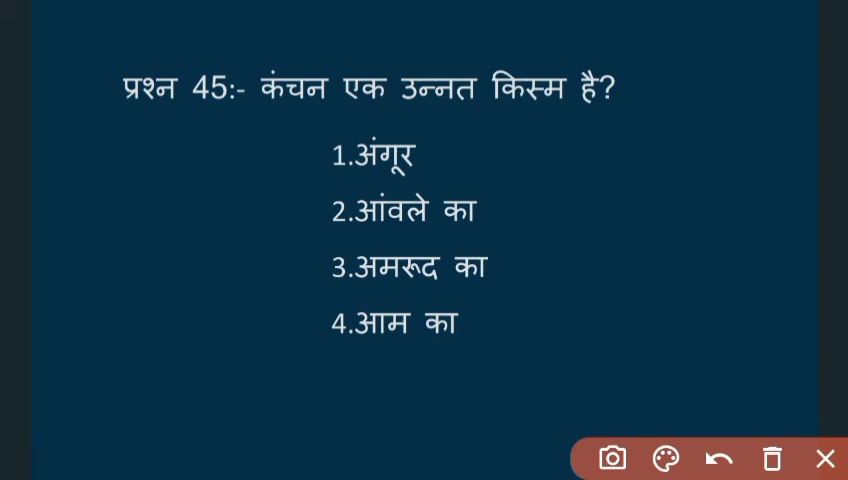 प्रश्न 45:- कंचन एक उन्नत किस्म है?
1.अंगूर
2.आंवले का
3.अमरूद का
4.आम का